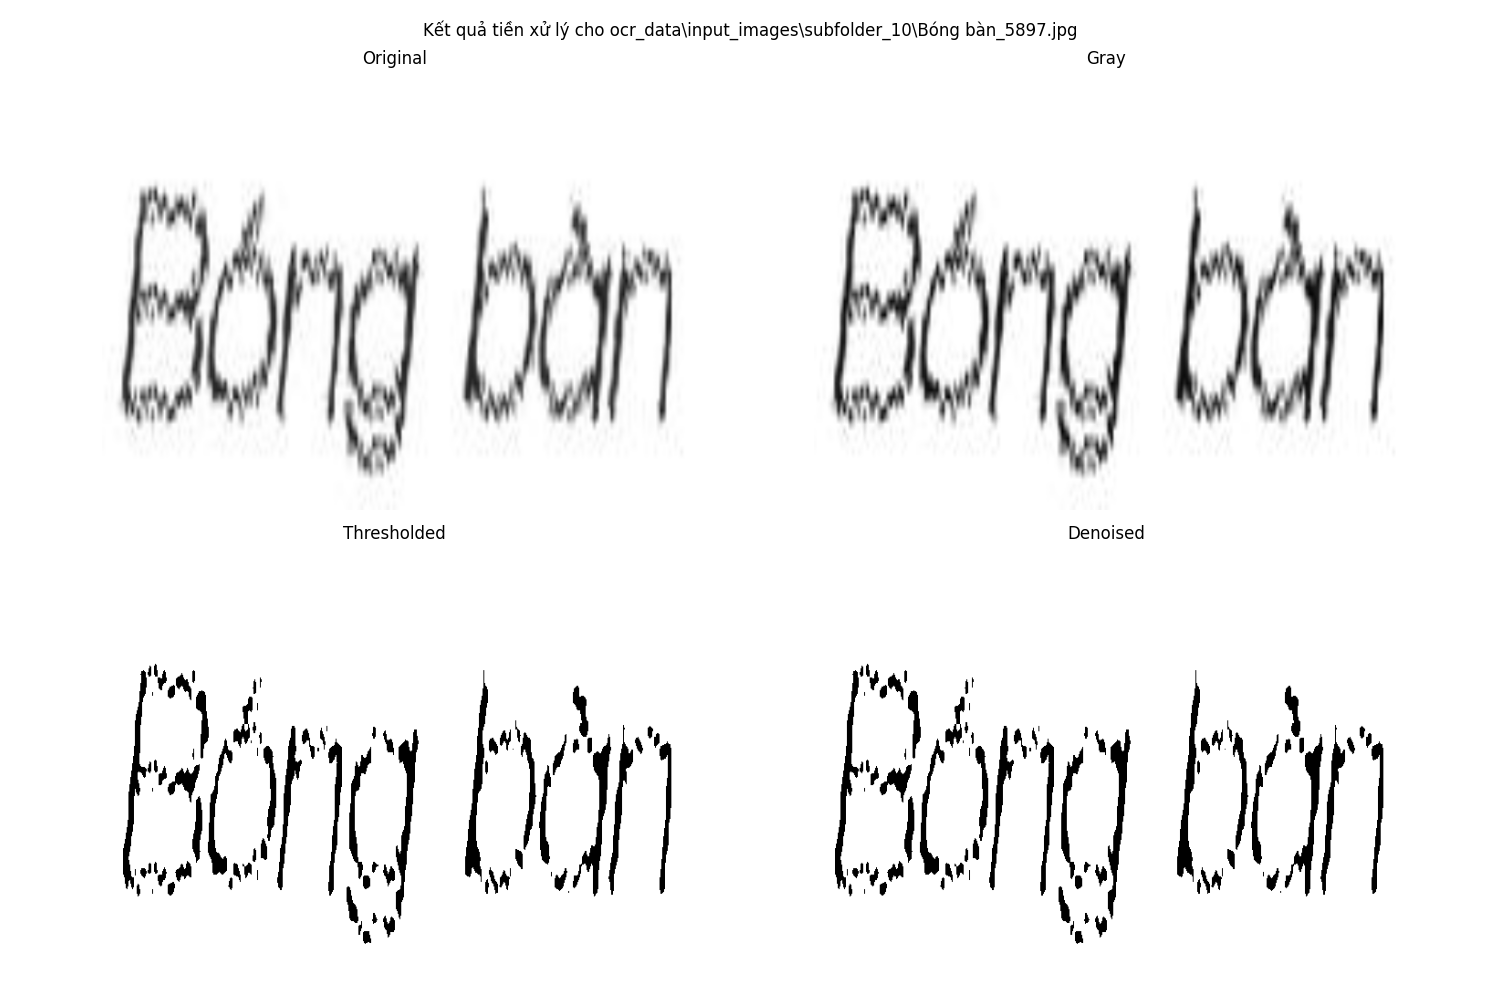 Kết quả tiền xử lý cho ocr_data\input_images\subfolder_10\Bóng bàn_5897.jpg
Original
Gray
Bóng bàn
Bóng bàn
Thresholded
Denoised
Bóng bàn
Bóng bàn